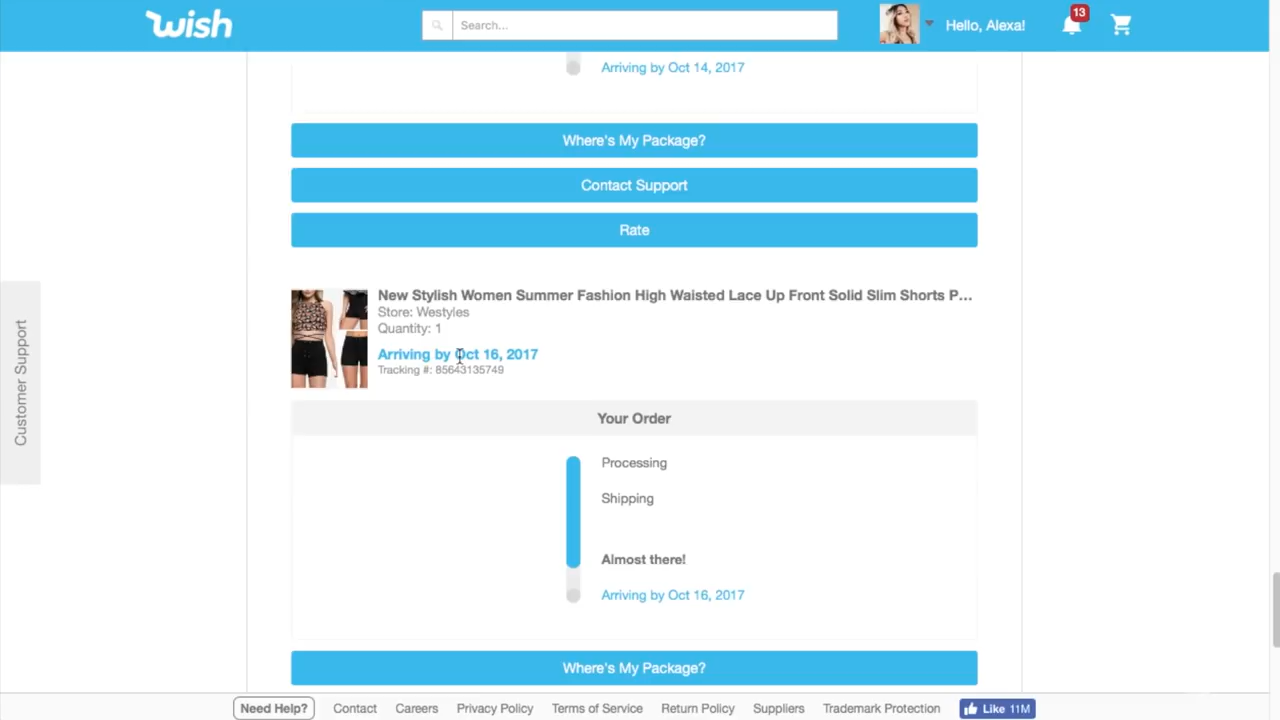 wish
Search...
Hello, Alexa!
13
Arriving by Oct 14, 2017
Where's My Package?
Contact Support
Rate
New Stylish Women Summer Fashion High Waisted Lace Up Front Solid Slim Shorts P...
Store: Westyles
Quantity: 1
Arriving by Oct 16, 2017
Tracking #: 85643135749
Customer Support
Your Order
Processing
Shipping
Almost there!
Arriving by Oct 16, 2017
Where's My Package?
Need Help? Contact Careers Privacy Policy Terms of Service Return Policy Suppliers Trademark Protection Like 11M